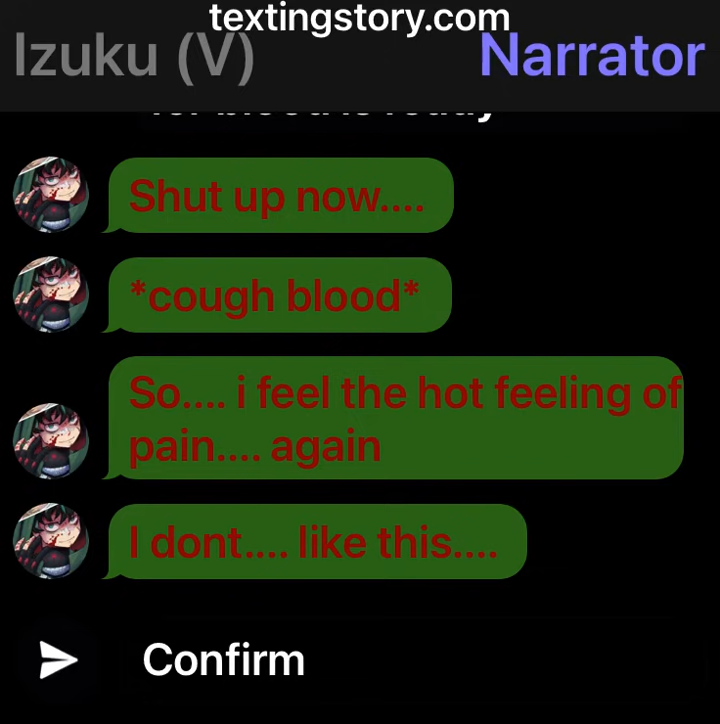 textingstory.com
Izuku (V)
Narrator
Shut up now....
*cough blood*
So.... i feel the hot feeling of
pain.... again
I dont.... like this....
Confirm